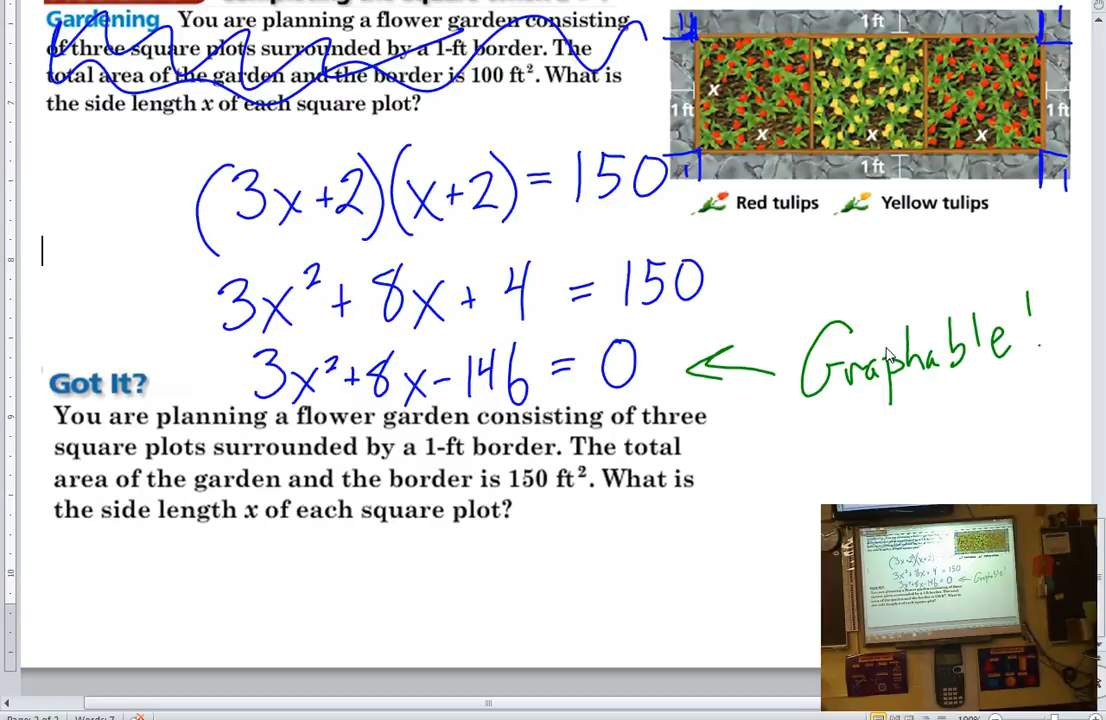 Gardening You are planning a flower garden consisting
of three square plots surrounded by a 1-ft border. The
total area of the garden and the border is 100 ft². What is
the side length x of each square plot?
1 ft
x
1 ft
1 ft
x
x
x
1 ft
Red tulips Yellow tulips
(3x+2)(x+2) = 150
3x² + 8x + 4 = 150
3x² + 8x - 146 = 0 ← Graphable!
Got It?
You are planning a flower garden consisting of three
square plots surrounded by a 1-ft border. The total
area of the garden and the border is 150 ft². What is
the side length x of each square plot?